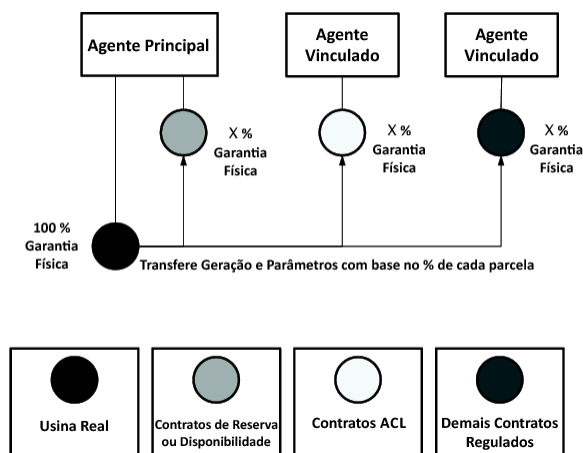 Agente Principal
Agente
Vinculado
Agente
Vinculado
X %
Garantia
Física
X %
Garantia
Física
X %
Garantia
Física
100 %
Garantia
Física
Transfere Geração e Parâmetros com base no % de cada parcela
Usina Real
Contratos de Reserva
ou Disponibilidade
Contratos ACL
Demais Contratos
Regulados